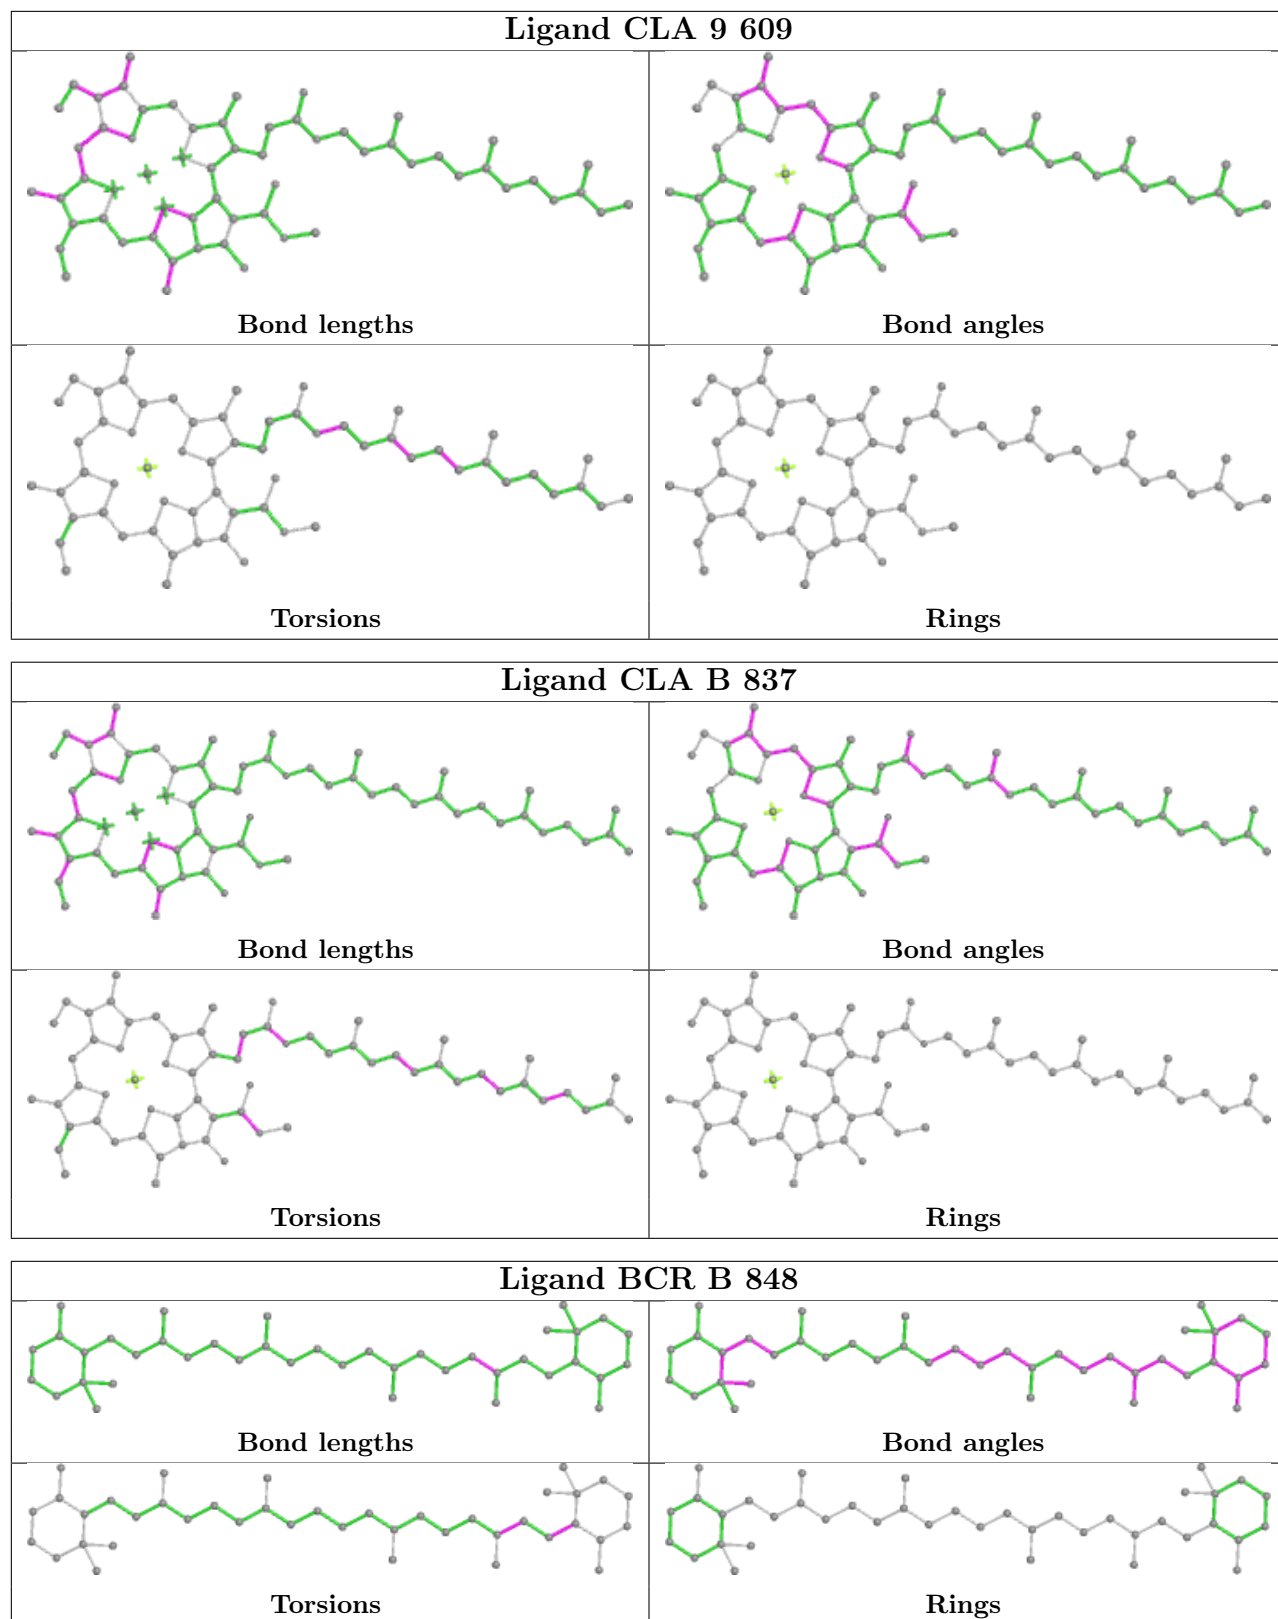 Ligand CLA 9 609
Bond lengths
Bond angles
Torsions
Rings
Ligand CLA B 837
Bond lengths
Bond angles
Torsions
Rings
Ligand BCR B 848
Bond lengths
Bond angles
Torsions
Rings